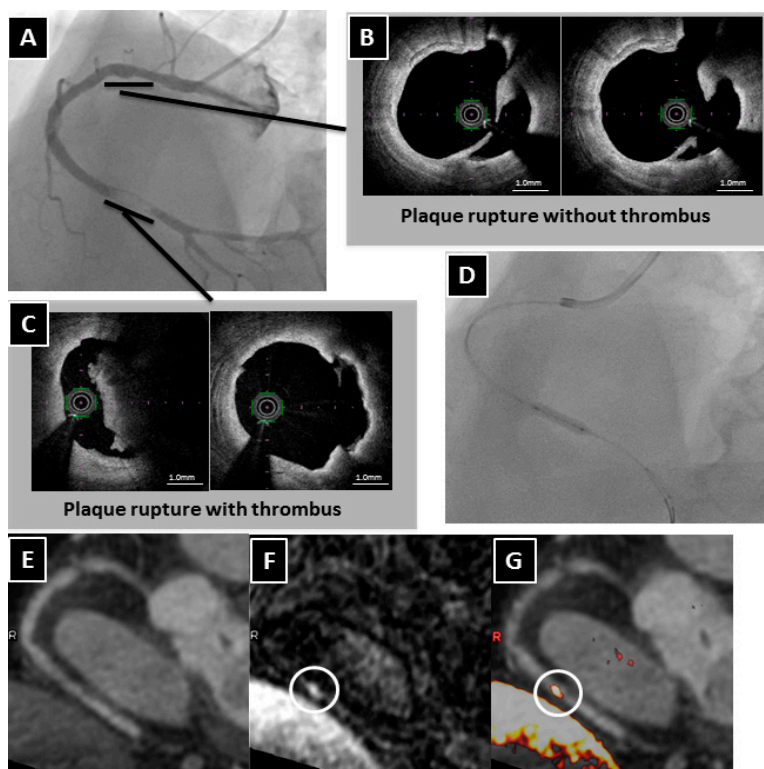 A
B
1.0mm
1.0mm
Plaque rupture without thrombus
C
1.0mm
1.0mm
Plaque rupture with thrombus
D
E
R
F
R
G
R